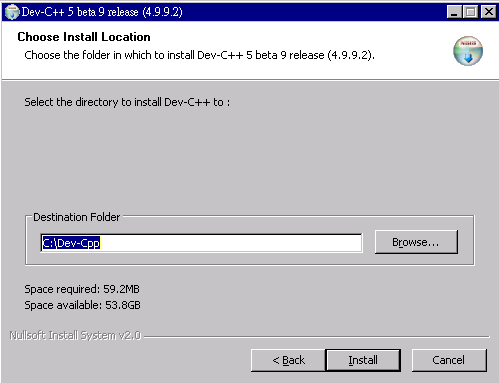 Dev-C++ 5 beta 9 release (4.9.9.2)
Choose Install Location
Choose the folder in which to install Dev-C++ 5 beta 9 release (4.9.9.2).
Select the directory to install Dev-C++ to :
Destination Folder
C:\Dev-Cpp
Browse...
Space required: 59.2MB
Space available: 53.8GB
Nullsoft Install System v2.0
< Back
Install
Cancel